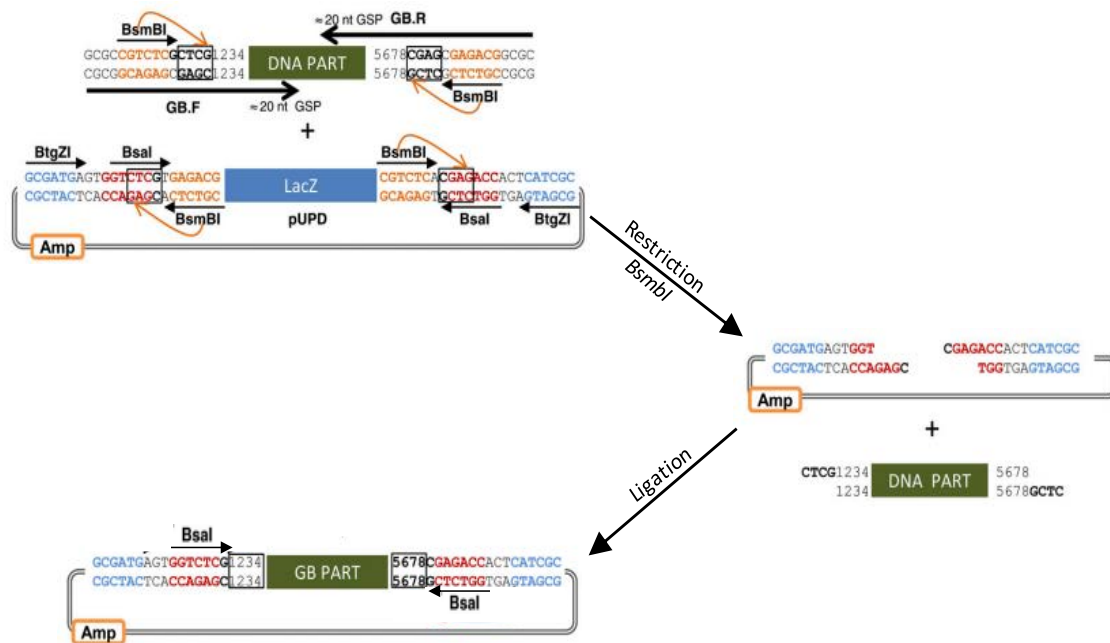 ≈20 nt GSP GB.R
BsmBI
GCGCCGTCTCGCTCG1234 DNA PART 5678CGAGCGAGACGGCGC
CGCGGCAGAGCGAGC1234 5678GCTCGCTCTGCCGCG
BsmBI
GB.F ≈20 nt GSP
+
BtgZI BsaI BsmBI
GCGATGAGTGGTCTCGTGAGACG LacZ CGTCTCACGAGACCACTCATCGC
CGCTACTCACCAGAGCACTCTGC GCAGAGTGCTCTGGTGAGTAGCG
BsmBI pUPD BsaI BtgZI
Amp
Restriction
BsmbI
GCGATGAGTGGT CGAGACCACTCATCGC
CGCTACTCACCAGAGC TGGTGAGTAGCG
Amp
+
CTCG1234 DNA PART 5678
1234 5678GCTC
Ligation
BsaI
GCGATGAGTGGTCTCG1234 GB PART 5678CGAGACCACTCATCGC
CGCTACTCACCAGAGC1234 5678GCTCTGGTGAGTAGCG
BsaI
Amp